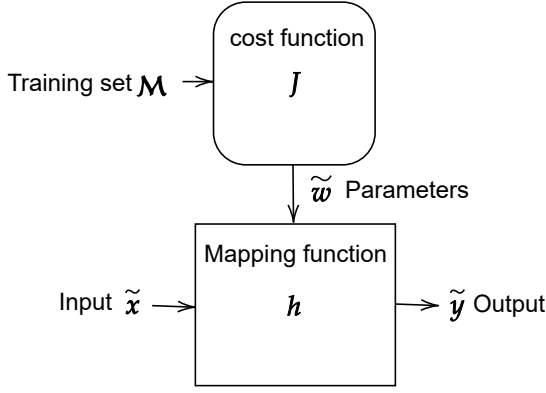 cost function
Training set M
J
w̃ Parameters
Mapping function
Input x̃
h
ỹ Output